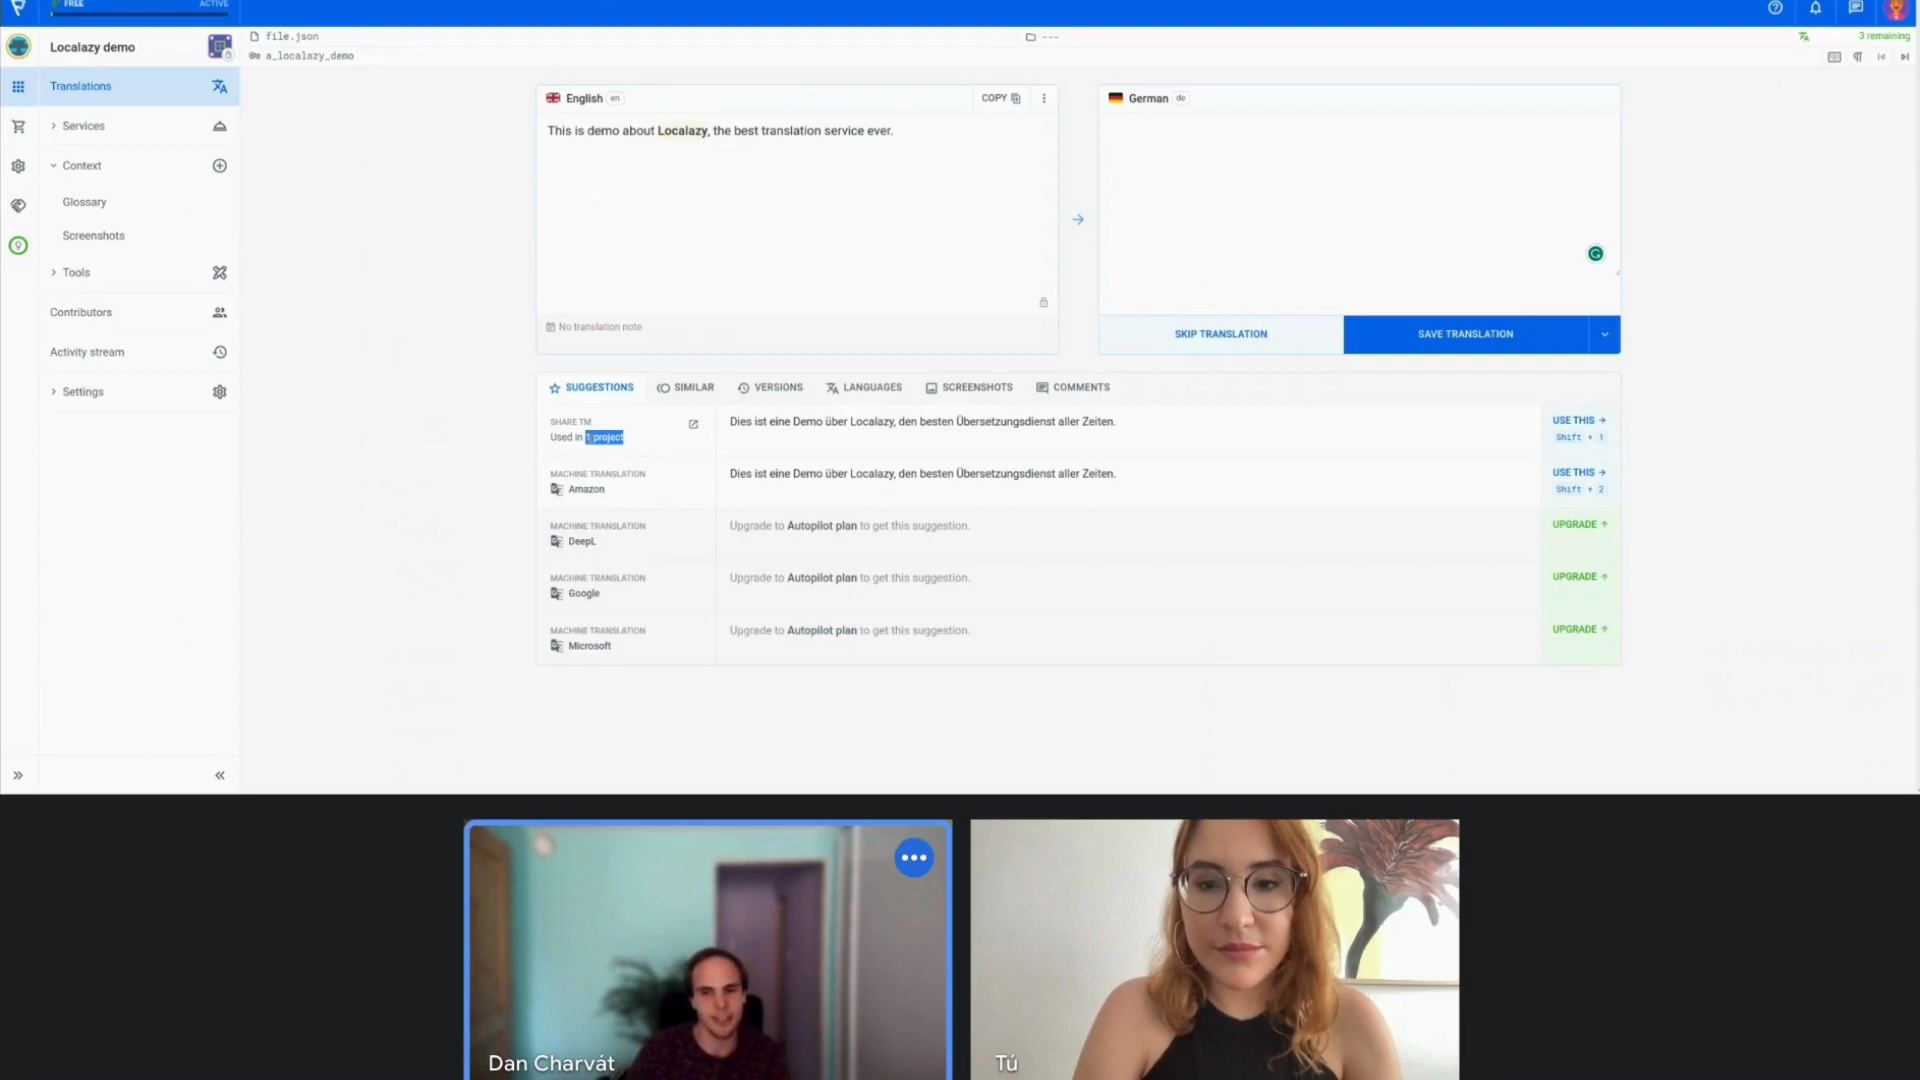 FREE
ACTIVE
Localazy demo
file.json
---
3 remaining
a_localazy_demo
Translations
Services
Context
Glossary
Screenshots
Tools
Contributors
Activity stream
Settings
English en
COPY
German de
This is demo about Localazy, the best translation service ever.
No translation note
SKIP TRANSLATION
SAVE TRANSLATION
SUGGESTIONS
SIMILAR
VERSIONS
LANGUAGES
SCREENSHOTS
COMMENTS
SHARE TM
Used in 1 project
Dies ist eine Demo über Localazy, den besten Übersetzungsdienst aller Zeiten.
USE THIS →
Shift + 1
MACHINE TRANSLATION
Amazon
Dies ist eine Demo über Localazy, den besten Übersetzungsdienst aller Zeiten.
USE THIS →
Shift + 2
MACHINE TRANSLATION
DeepL
Upgrade to Autopilot plan to get this suggestion.
UPGRADE ↑
MACHINE TRANSLATION
Google
Upgrade to Autopilot plan to get this suggestion.
UPGRADE ↑
MACHINE TRANSLATION
Microsoft
Upgrade to Autopilot plan to get this suggestion.
UPGRADE ↑
Dan Charvát
Tú